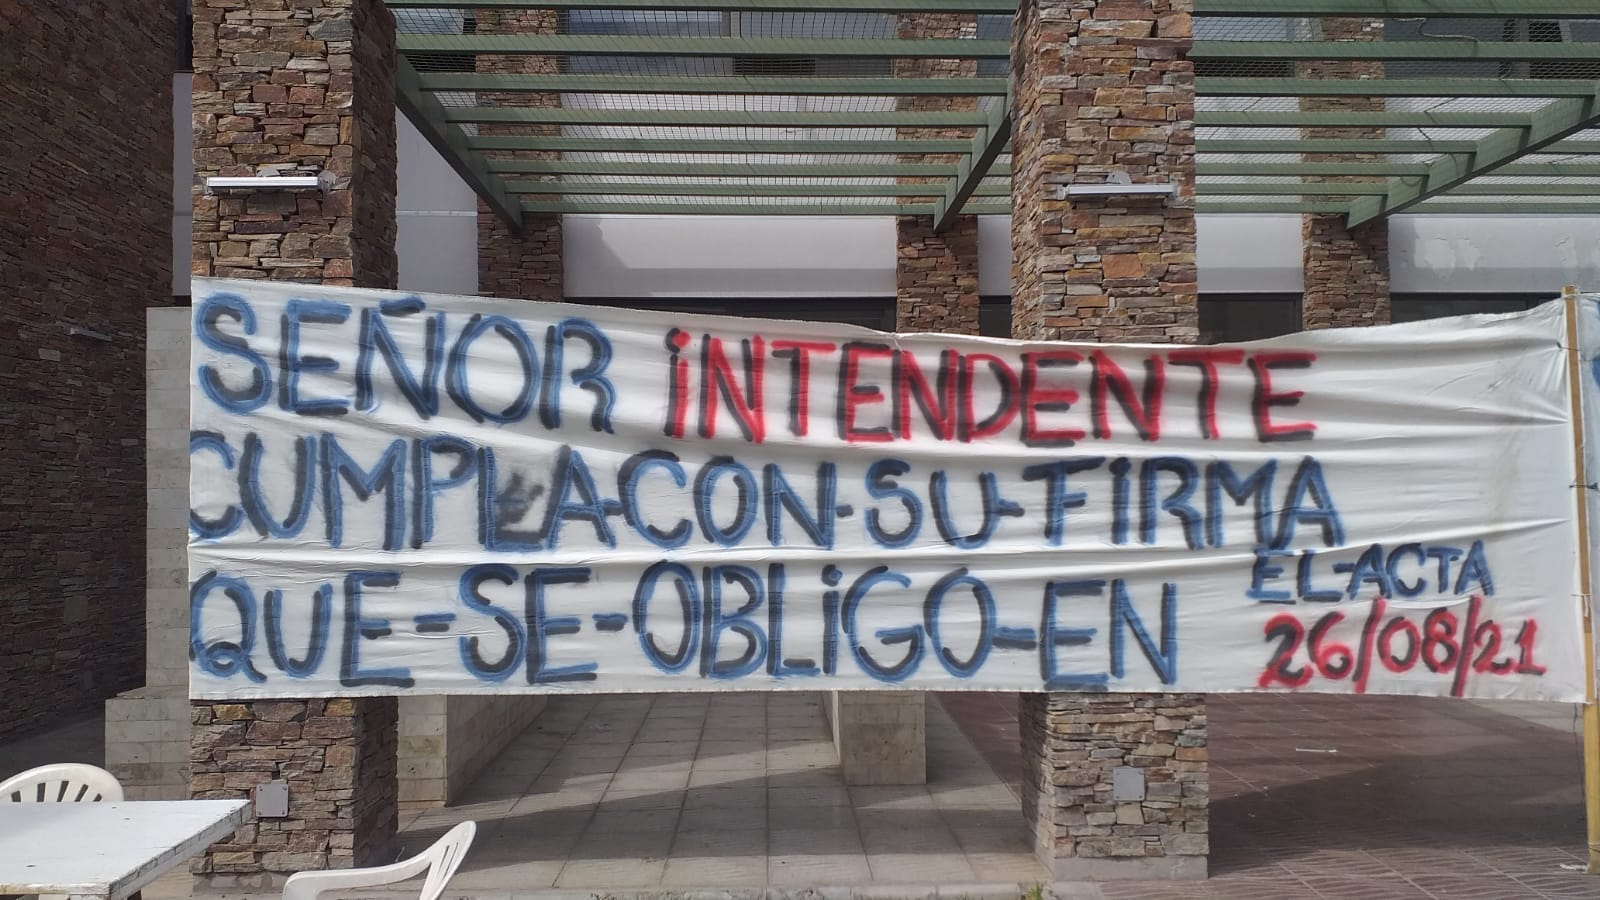 SEÑOR INTENDENTE
CUMPLA-CON-SU-FIRMA
QUE-SE-OBLIGO-EN
EL-ACTA
26/08/21